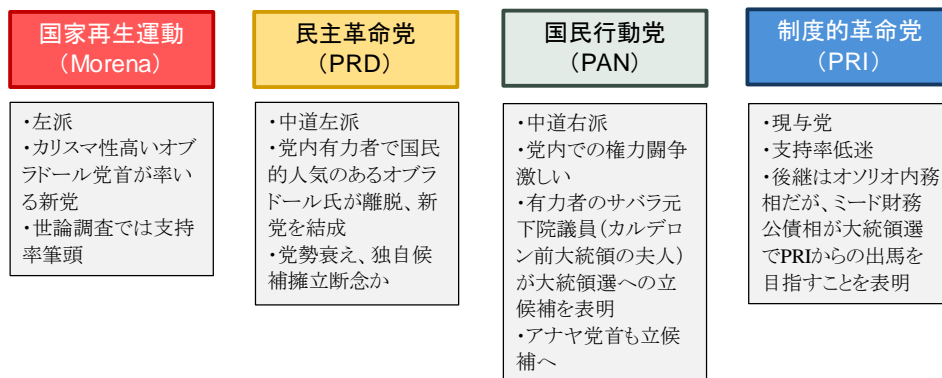 国家再生運動
（Morena）
・左派
・カリスマ性高いオブ
ラドール党首が率い
る新党
・世論調査では支持
率筆頭
民主革命党
（PRD）
・中道左派
・党内有力者で国民
的人気のあるオブラ
ドール氏が離脱、新
党を結成
・党勢衰え、独自候
補擁立断念か
国民行動党
（PAN）
・中道右派
・党内での権力闘争
激しい
・有力者のサバラ元
下院議員（カルデロ
ン前大統領の夫人）
が大統領選への立
候補を表明
・アナヤ党首も立候
補へ
制度的革命党
（PRI）
・現与党
・支持率低迷
・後継はオソリオ内務
相だが、ミード財務
公債相が大統領選
でPRIからの出馬を
目指すことを表明